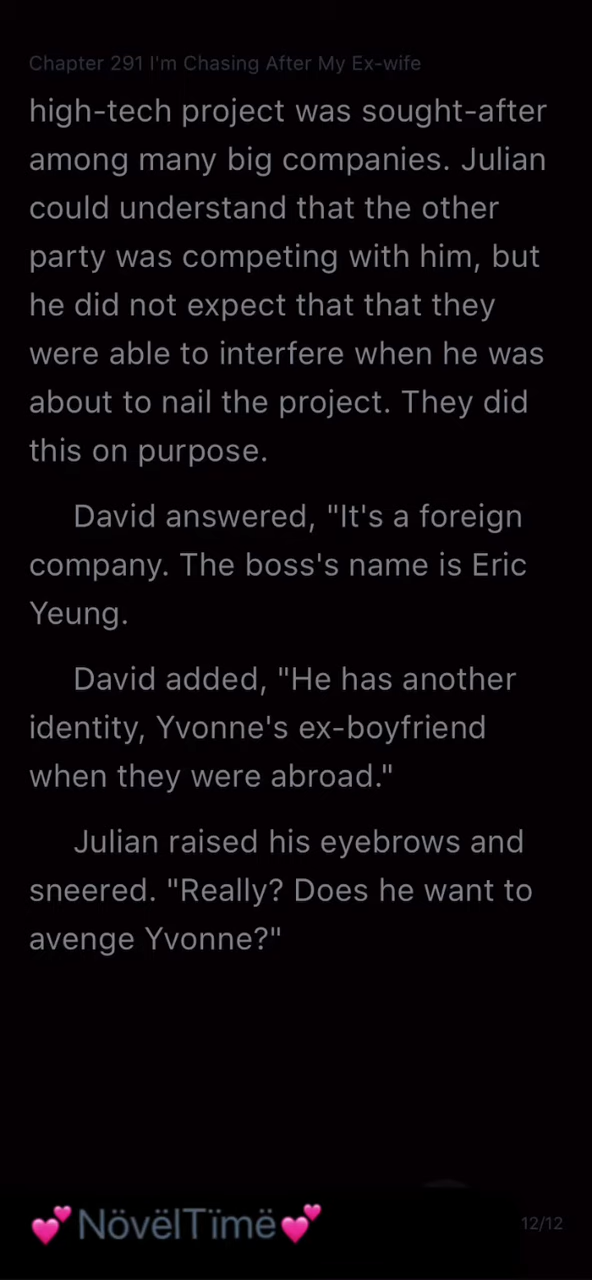 Chapter 291 I'm Chasing After My Ex-wife
high-tech project was sought-after
among many big companies. Julian
could understand that the other
party was competing with him, but
he did not expect that that they
were able to interfere when he was
about to nail the project. They did
this on purpose.
David answered, "It's a foreign
company. The boss's name is Eric
Yeung.
David added, "He has another
identity, Yvonne's ex-boyfriend
when they were abroad."
Julian raised his eyebrows and
sneered. "Really? Does he want to
avenge Yvonne?"
💕NövëlTïmë💕
12/12